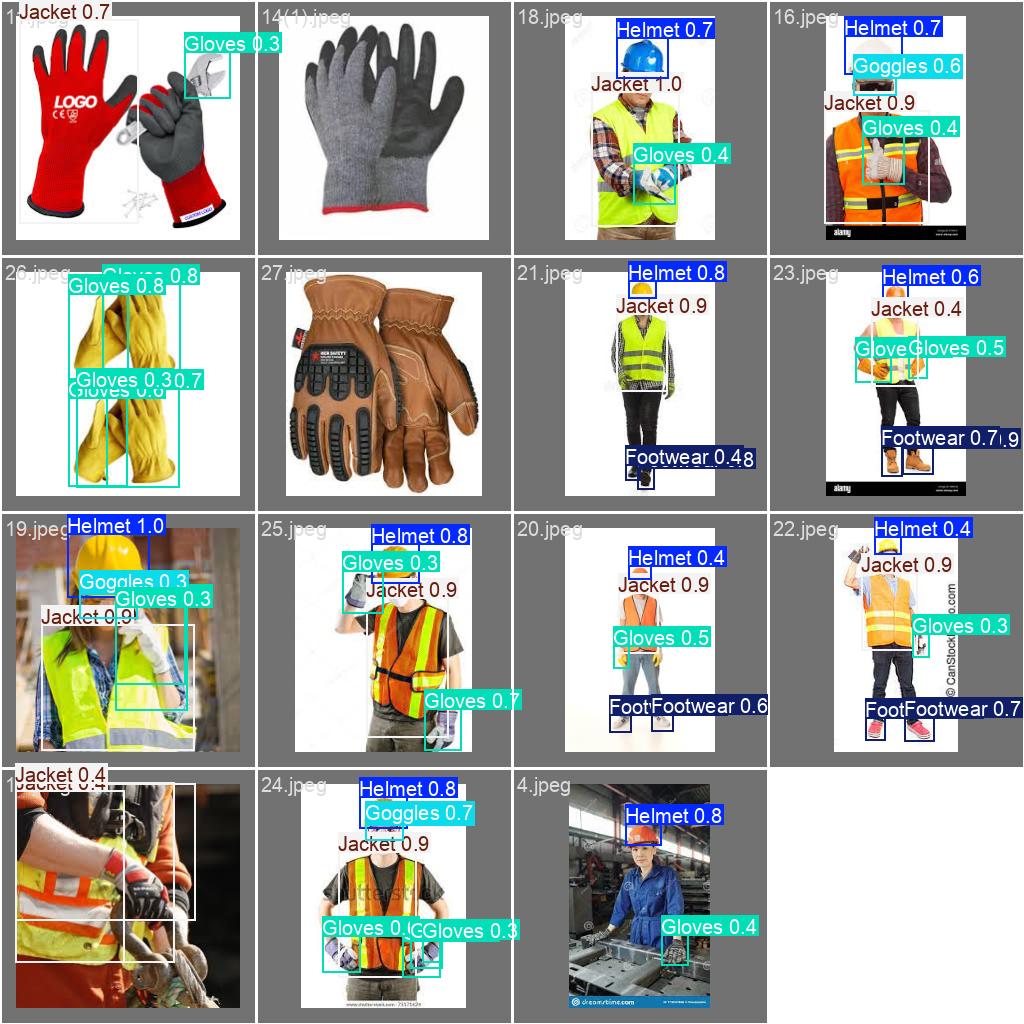 Jacket 0.7
14(1).jpeg
18.jpeg
16.jpeg
Gloves 0.3
Helmet 0.7
Helmet 0.7
LOGO
CE
Jacket 1.0
Goggles 0.6
Jacket 0.9
Gloves 0.4
Gloves 0.4
alamy
26.jpeg
27.jpeg
21.jpeg
23.jpeg
Gloves 0.8
Gloves 0.8
Helmet 0.8
Helmet 0.6
Jacket 0.9
Jacket 0.4
Glove
Gloves 0.5
Gloves 0.3
0.7
Gloves 0.6
Footwear 0.4
8
Footwear 0.7
.9
alamy
19.jpeg
25.jpeg
20.jpeg
22.jpeg
Helmet 1.0
Helmet 0.8
Helmet 0.4
Helmet 0.4
Goggles 0.3
Gloves 0.3
Gloves 0.3
Jacket 0.9
Jacket 0.9
Jacket 0.9
Jacket 0.9
Gloves 0.5
Gloves 0.3
Gloves 0.7
Foot
Footwear 0.6
Foot
Footwear 0.7
Jacket 0.4
Jacket 0.4
24.jpeg
4.jpeg
Helmet 0.8
Goggles 0.7
Helmet 0.8
Jacket 0.9
Gloves 0.
Gloves 0.3
Gloves 0.4
dreamstime.com